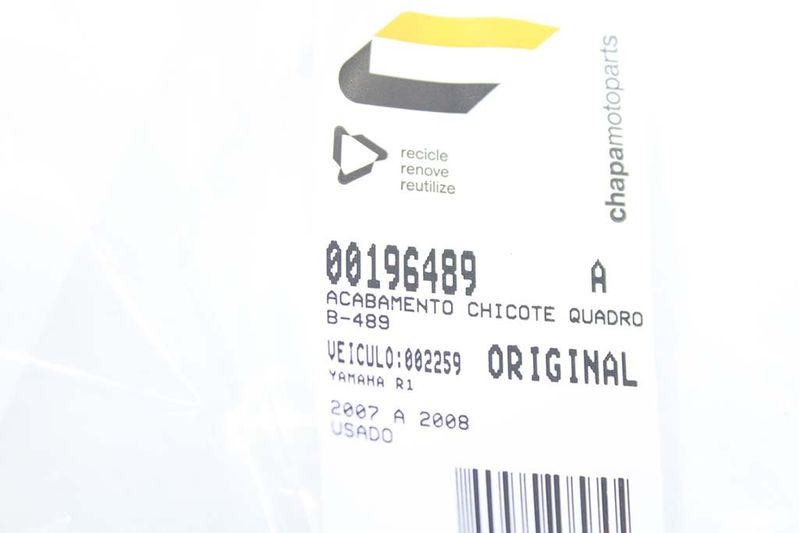 chapamotoparts
recicle
renove
reutilize
00196489 A
ACABAMENTO CHICOTE QUADRO
B-489
VEICULO:002259 ORIGINAL
YAMAHA R1
2007 A 2008
USADO